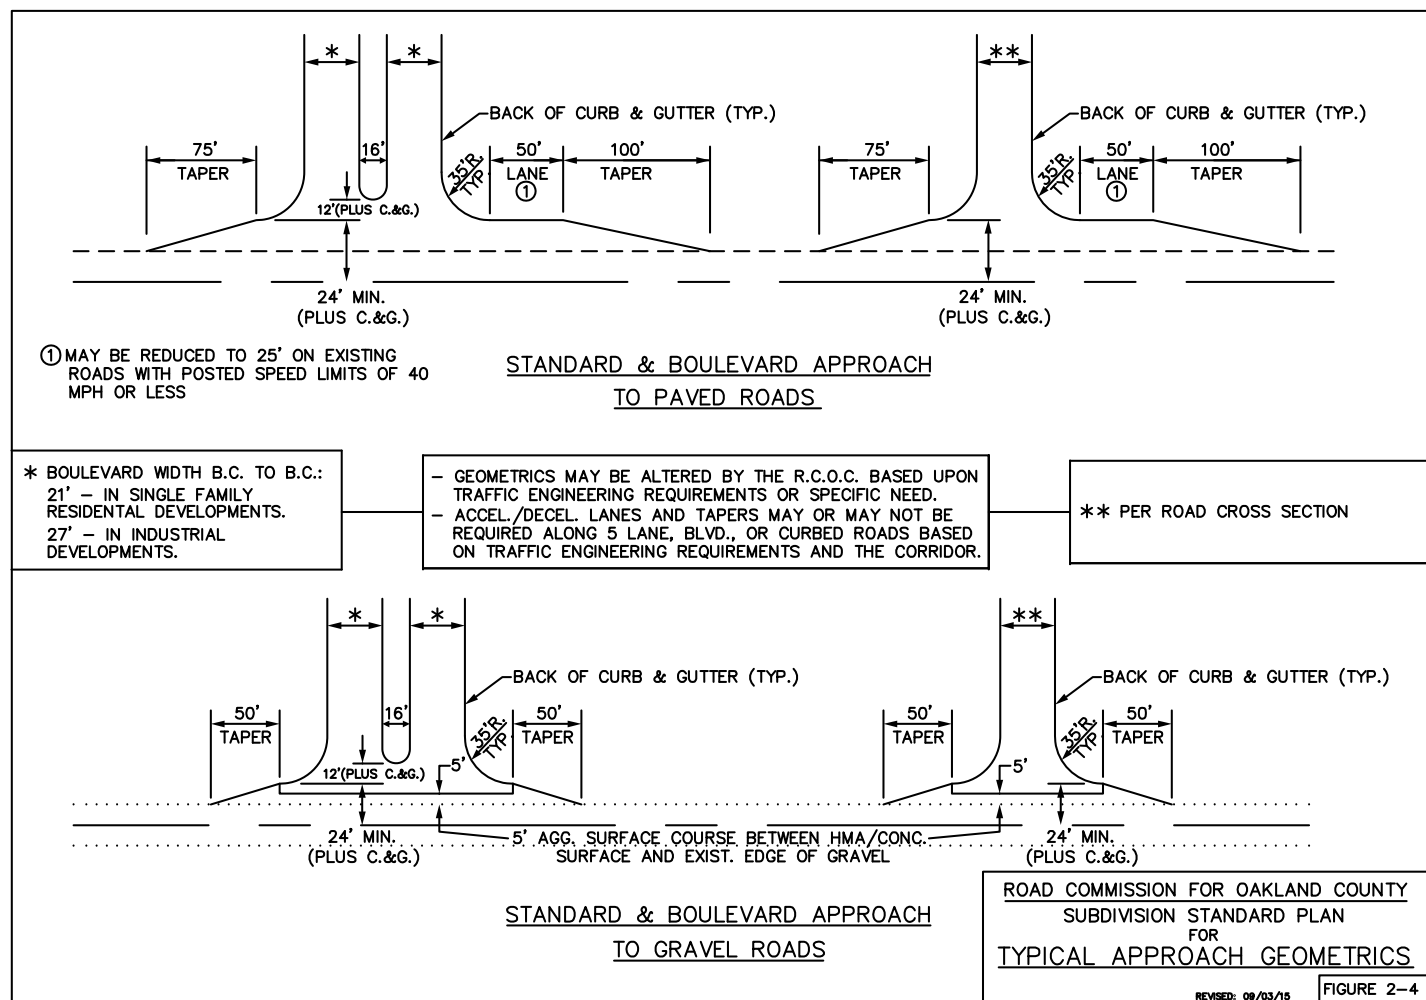 * *
**
BACK OF CURB & GUTTER (TYP.)
BACK OF CURB & GUTTER (TYP.)
75'
TAPER
16'
35'R.
TYP.
50'
LANE
①
100'
TAPER
75'
TAPER
35'R.
TYP.
50'
LANE
①
100'
TAPER
12'(PLUS C.&G.)
24' MIN.
(PLUS C.&G.)
24' MIN.
(PLUS C.&G.)
① MAY BE REDUCED TO 25' ON EXISTING
ROADS WITH POSTED SPEED LIMITS OF 40
MPH OR LESS
STANDARD & BOULEVARD APPROACH
TO PAVED ROADS
* BOULEVARD WIDTH B.C. TO B.C.:
21' – IN SINGLE FAMILY
RESIDENTAL DEVELOPMENTS.
27' – IN INDUSTRIAL
DEVELOPMENTS.
– GEOMETRICS MAY BE ALTERED BY THE R.C.O.C. BASED UPON
TRAFFIC ENGINEERING REQUIREMENTS OR SPECIFIC NEED.
– ACCEL./DECEL. LANES AND TAPERS MAY OR MAY NOT BE
REQUIRED ALONG 5 LANE, BLVD., OR CURBED ROADS BASED
ON TRAFFIC ENGINEERING REQUIREMENTS AND THE CORRIDOR.
** PER ROAD CROSS SECTION
* *
**
BACK OF CURB & GUTTER (TYP.)
BACK OF CURB & GUTTER (TYP.)
50'
TAPER
16'
35'R.
TYP.
50'
TAPER
50'
TAPER
35'R.
TYP.
50'
TAPER
12'(PLUS C.&G.)
5'
5'
24' MIN.
(PLUS C.&G.)
5' AGG. SURFACE COURSE BETWEEN HMA/CONC.
SURFACE AND EXIST. EDGE OF GRAVEL
24' MIN.
(PLUS C.&G.)
STANDARD & BOULEVARD APPROACH
TO GRAVEL ROADS
ROAD COMMISSION FOR OAKLAND COUNTY
SUBDIVISION STANDARD PLAN
FOR
TYPICAL APPROACH GEOMETRICS
REVISED: 09/03/15
FIGURE 2–4